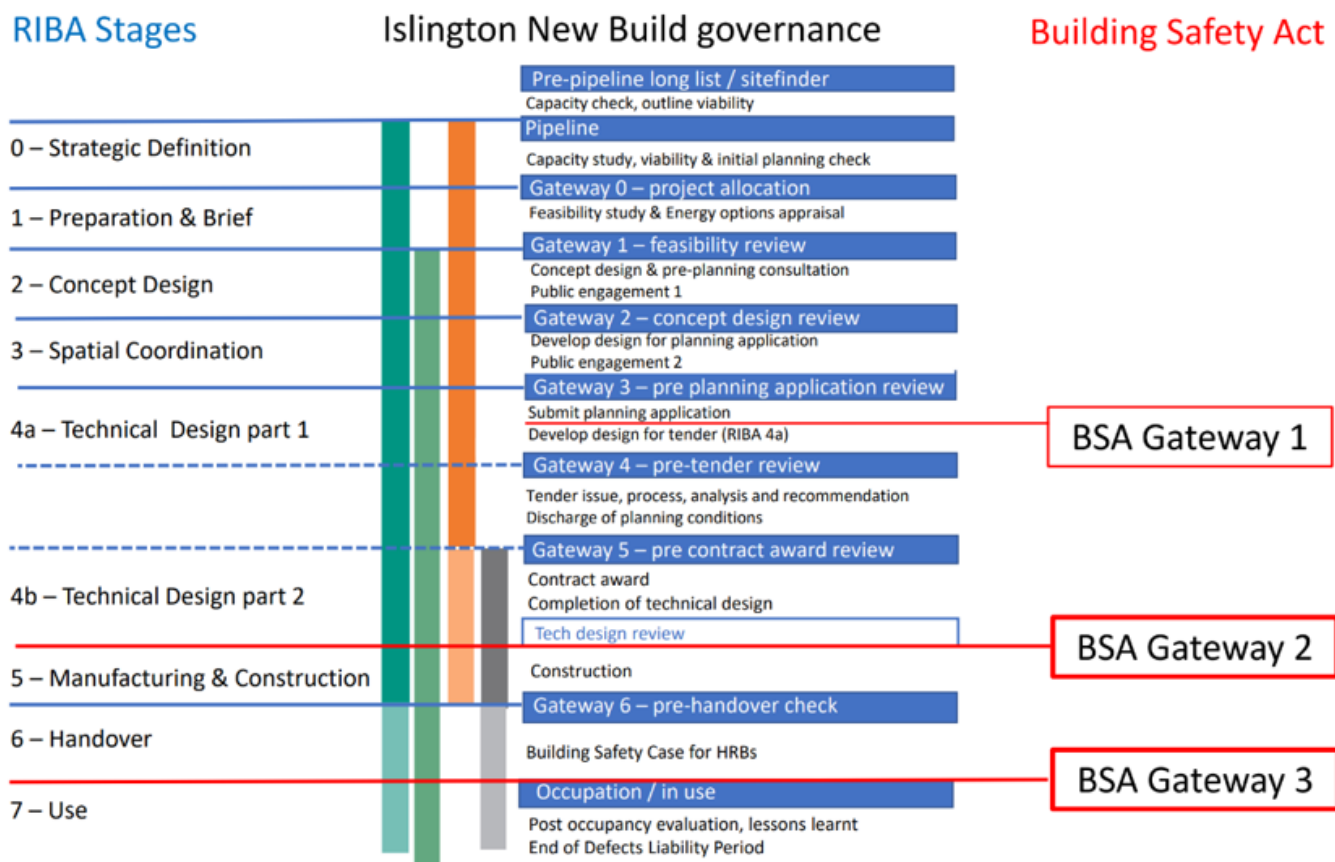 RIBA Stages
Islington New Build governance
Building Safety Act
Pre-pipeline long list / sitefinder
Capacity check, outline viability
Pipeline
0 – Strategic Definition
Capacity study, viability & initial planning check
Gateway 0 – project allocation
1 – Preparation & Brief
Feasibility study & Energy options appraisal
Gateway 1 – feasibility review
Concept design & pre-planning consultation
2 – Concept Design
Public engagement 1
Gateway 2 – concept design review
Develop design for planning application
3 – Spatial Coordination
Public engagement 2
Gateway 3 – pre planning application review
Submit planning application
4a – Technical Design part 1
Develop design for tender (RIBA 4a)
BSA Gateway 1
Gateway 4 – pre-tender review
Tender issue, process, analysis and recommendation
Discharge of planning conditions
Gateway 5 – pre contract award review
Contract award
4b – Technical Design part 2
Completion of technical design
Tech design review
BSA Gateway 2
5 – Manufacturing & Construction
Construction
Gateway 6 – pre-handover check
6 – Handover
Building Safety Case for HRBs
BSA Gateway 3
Occupation / in use
7 – Use
Post occupancy evaluation, lessons learnt
End of Defects Liability Period